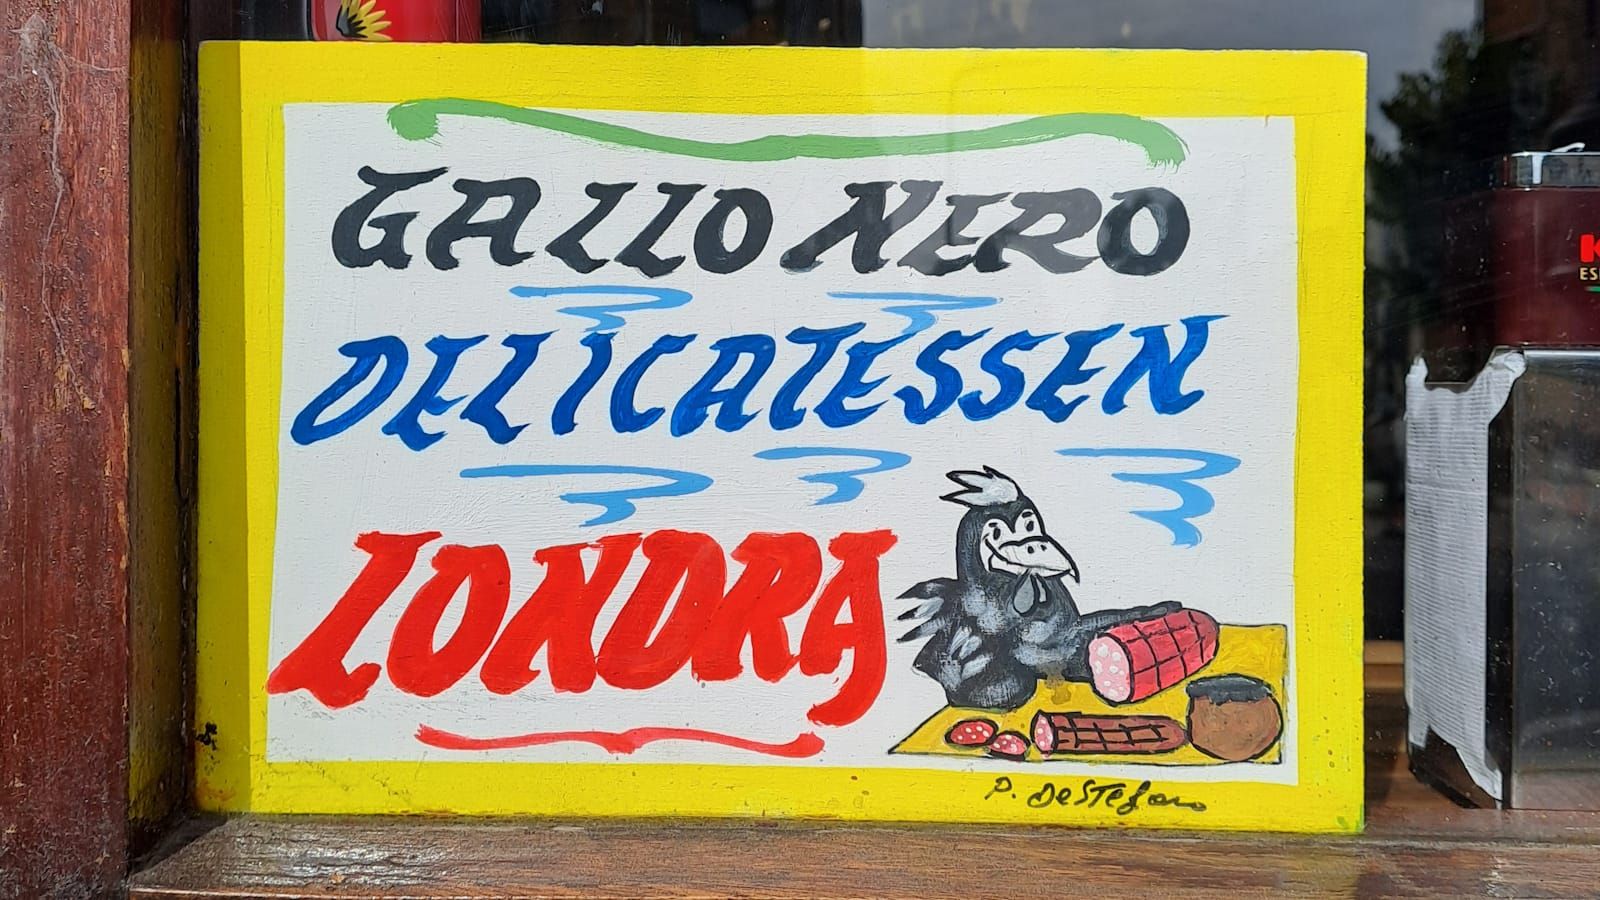 GALLO NERO
DELICATESSEN
LONDRA
P. DeStefano